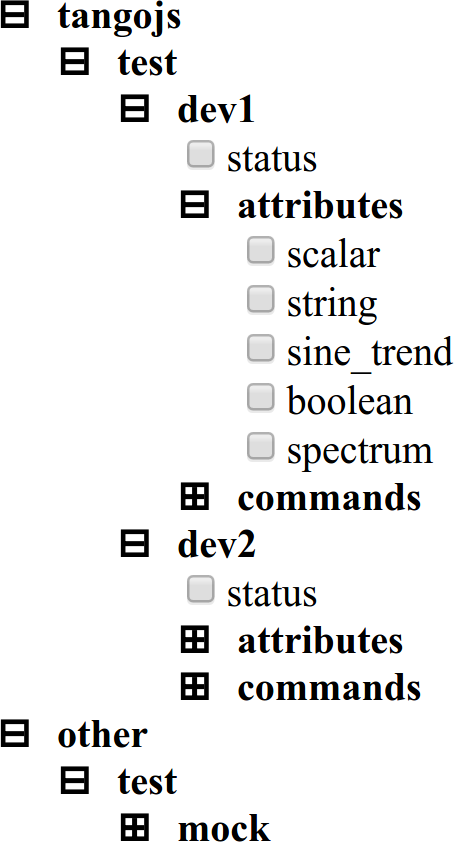 tangojs
test
dev1
status
attributes
scalar
string
sine_trend
boolean
spectrum
commands
dev2
status
attributes
commands
other
test
mock